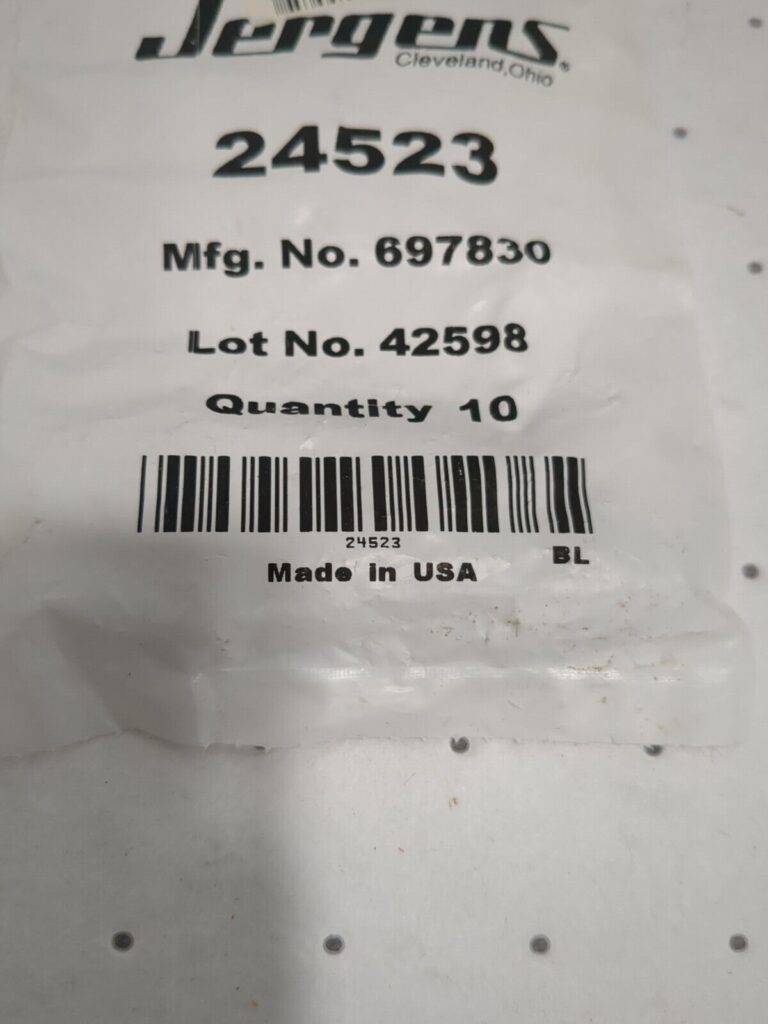 Jergens®
Cleveland,Ohio
24523
Mfg. No. 697830
Lot No. 42598
Quantity 10
24523
BL
Made in USA